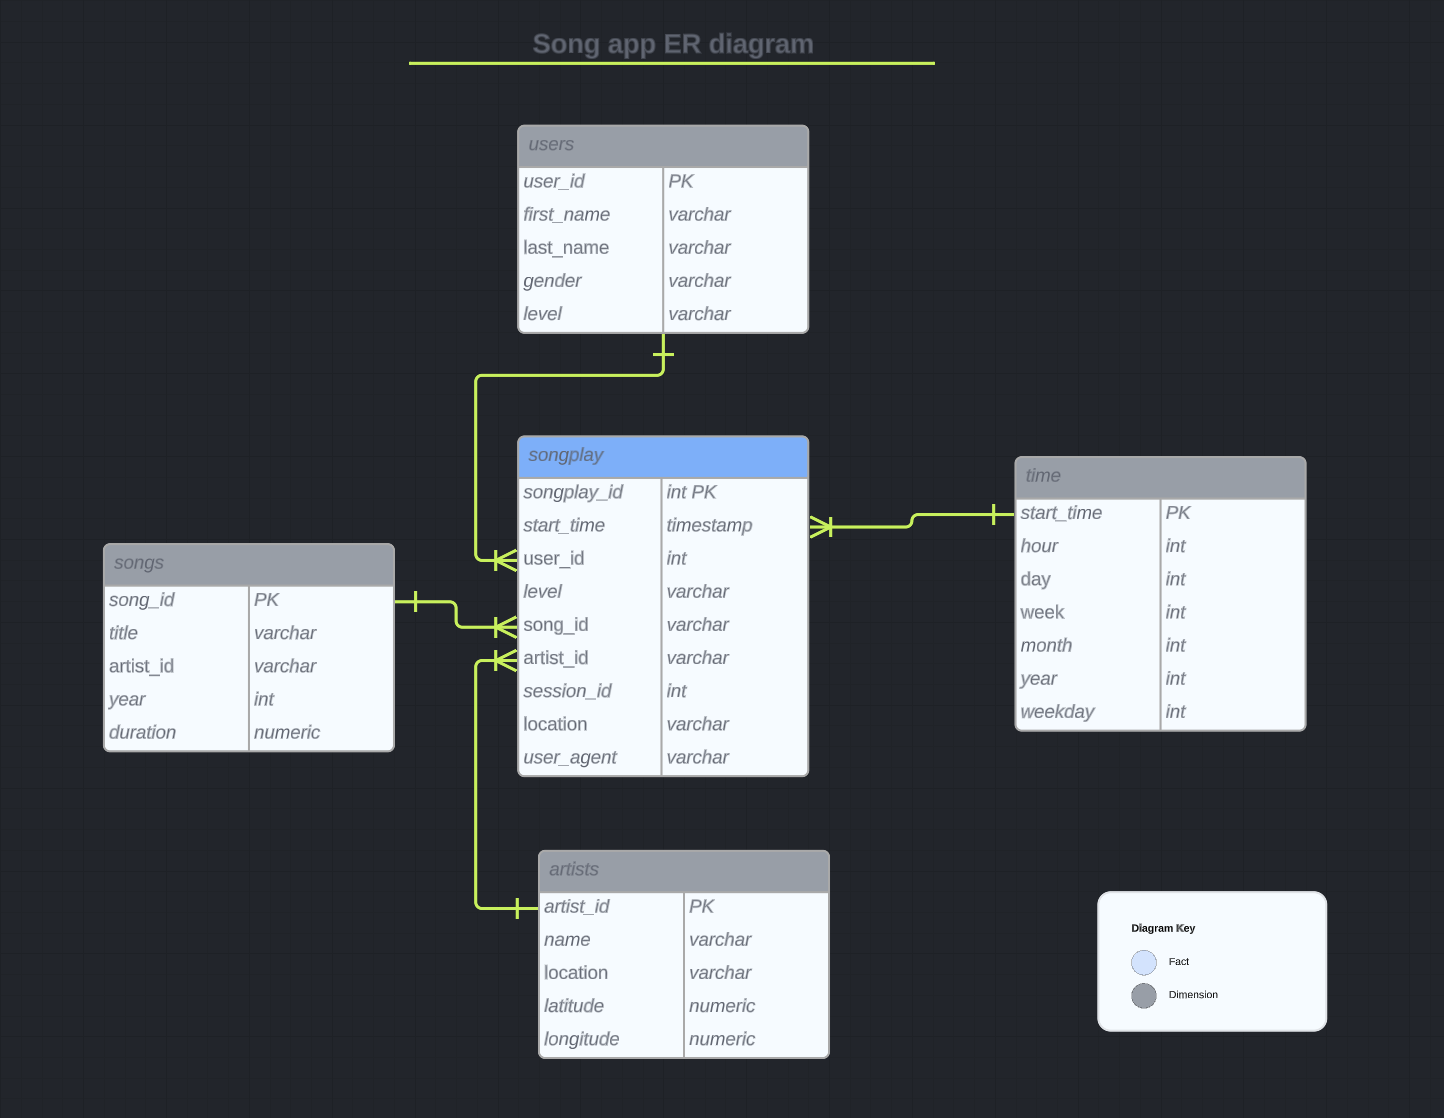 Song app ER diagram
users
user_id PK
first_name varchar
last_name varchar
gender varchar
level varchar
songplay
songplay_id int PK
start_time timestamp
user_id int
level varchar
song_id varchar
artist_id varchar
session_id int
location varchar
user_agent varchar
time
start_time PK
hour int
day int
week int
month int
year int
weekday int
songs
song_id PK
title varchar
artist_id varchar
year int
duration numeric
artists
artist_id PK
name varchar
location varchar
latitude numeric
longitude numeric
Diagram Key
Fact
Dimension